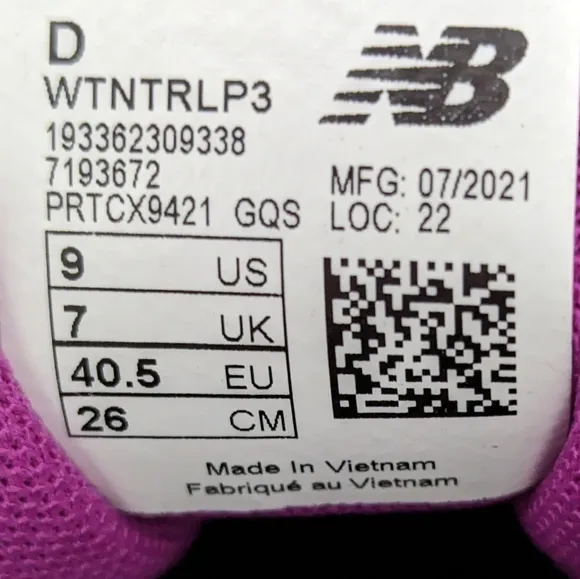 D
NB
WTNTRLP3
193362309338
7193672
PRTCX9421 GQS
MFG: 07/2021
LOC: 22
9 US
7 UK
40.5 EU
26 CM
Made In Vietnam
Fabriqué au Vietnam